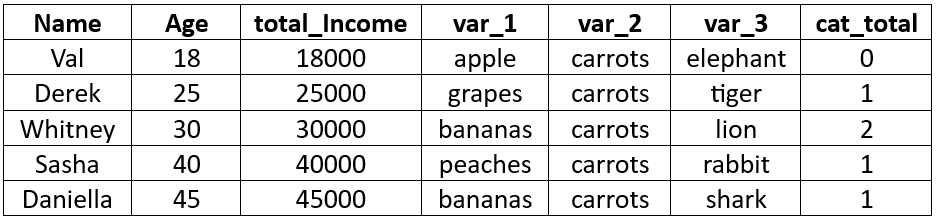 Name Age total_Income var_1 var_2 var_3 cat_total
Val 18 18000 apple carrots elephant 0
Derek 25 25000 grapes carrots tiger 1
Whitney 30 30000 bananas carrots lion 2
Sasha 40 40000 peaches carrots rabbit 1
Daniella 45 45000 bananas carrots shark 1